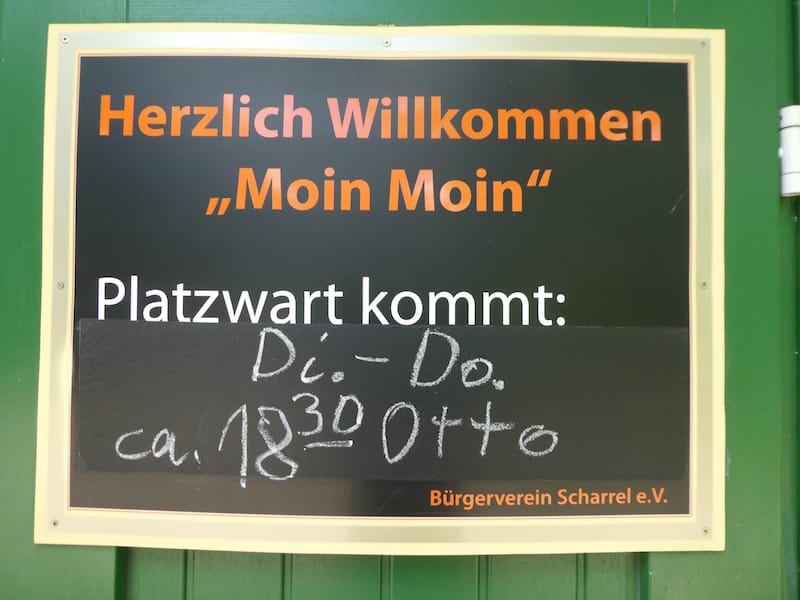 Herzlich Willkommen
„Moin Moin“
Platzwart kommt:
Di.-Do.
ca. 18³⁰ Otto
Bürgerverein Scharrel e.V.